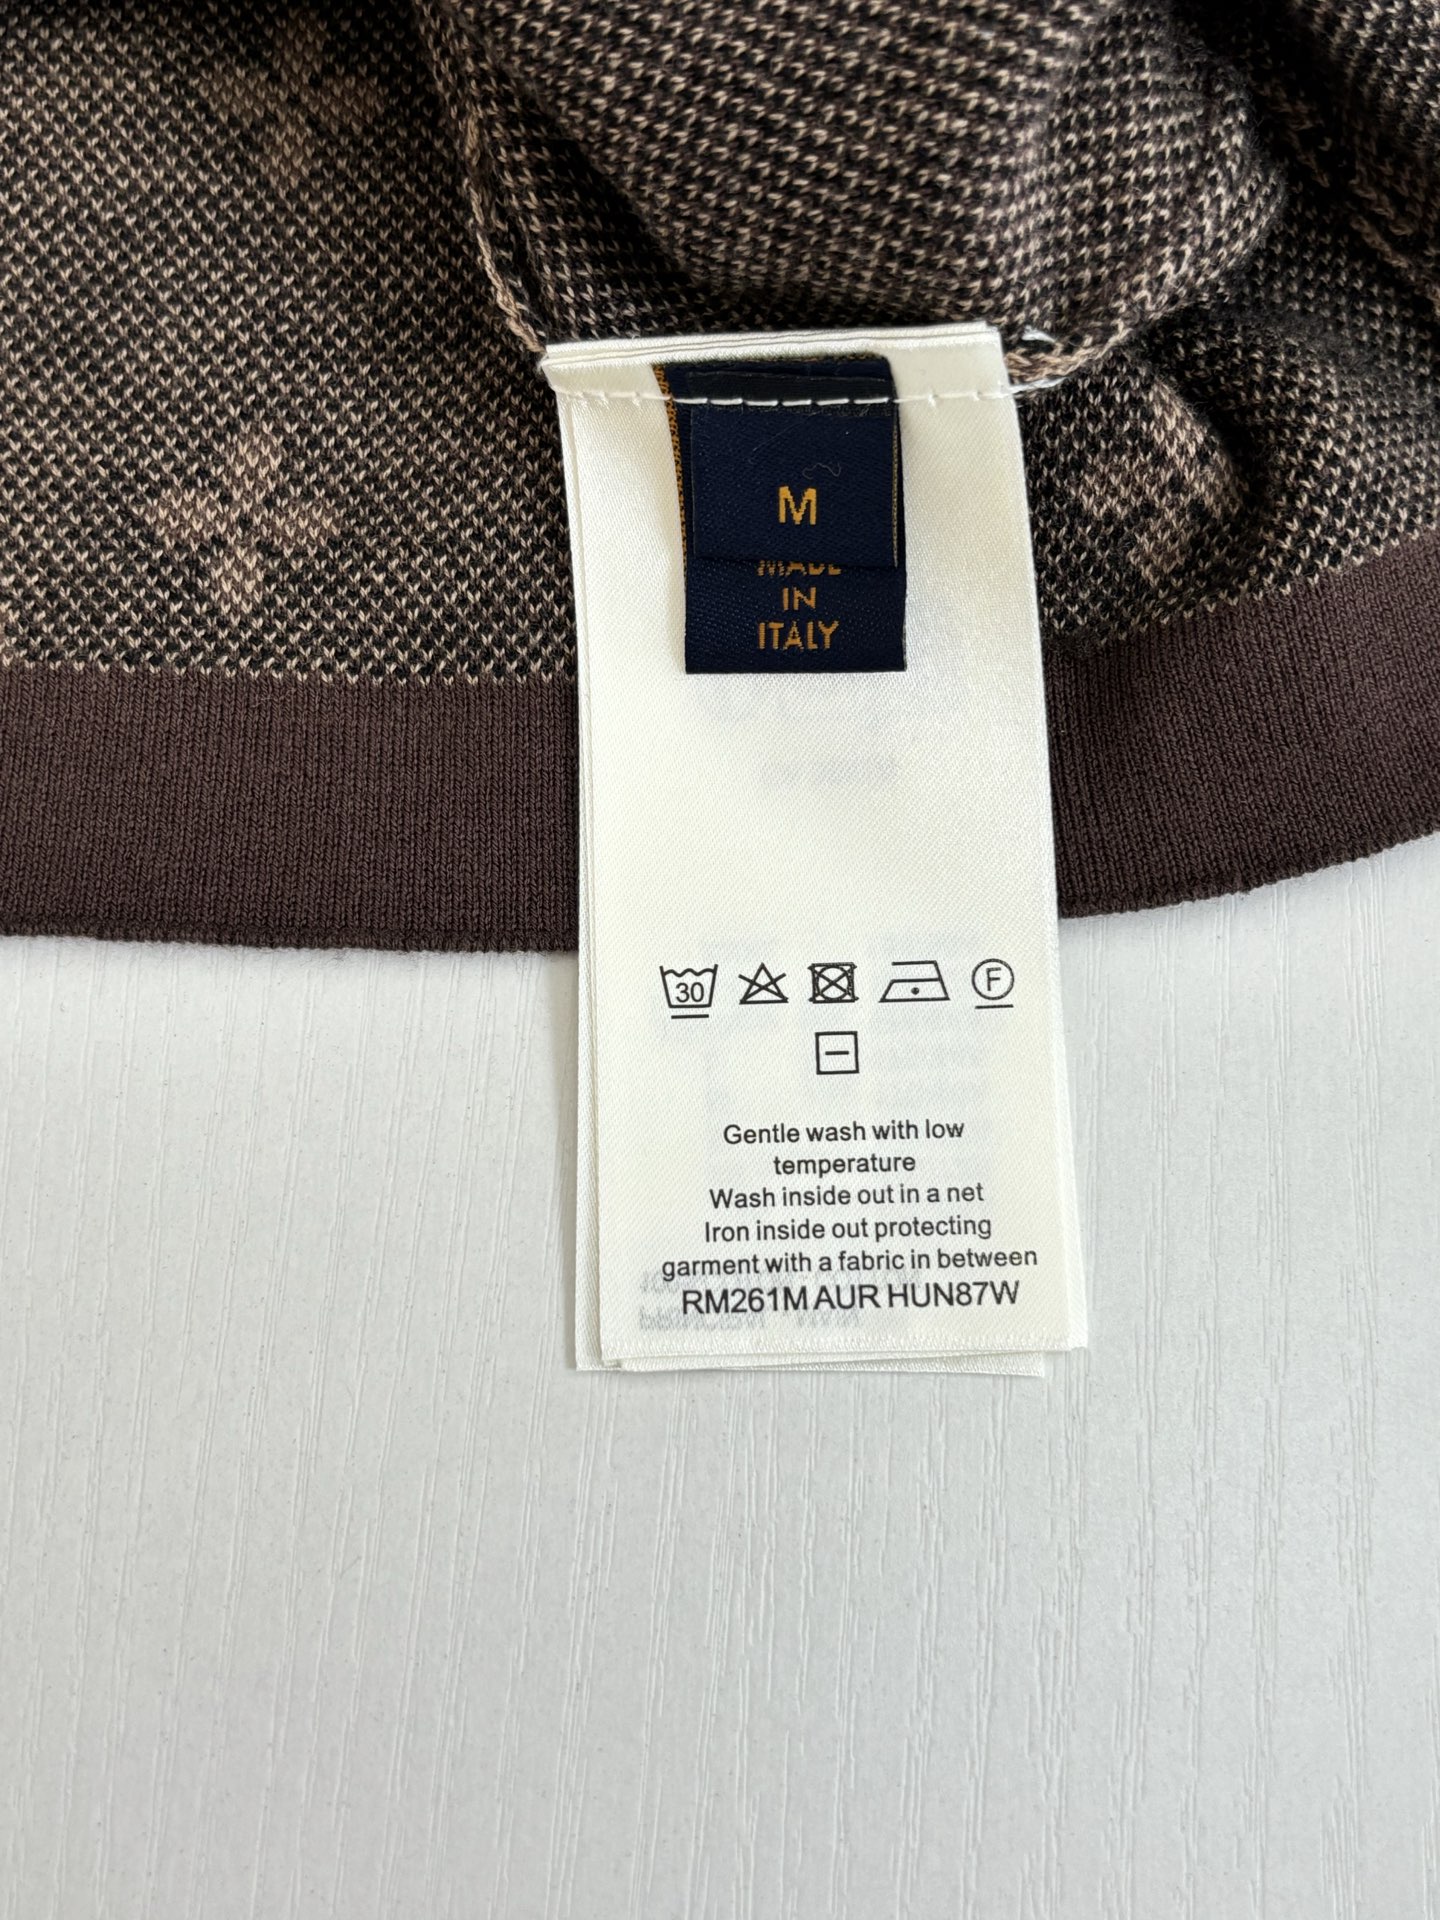 M
MADE
IN
ITALY
30
F
Gentle wash with low
temperature
Wash inside out in a net
Iron inside out protecting
garment with a fabric in between
RM261M AUR HUN87W